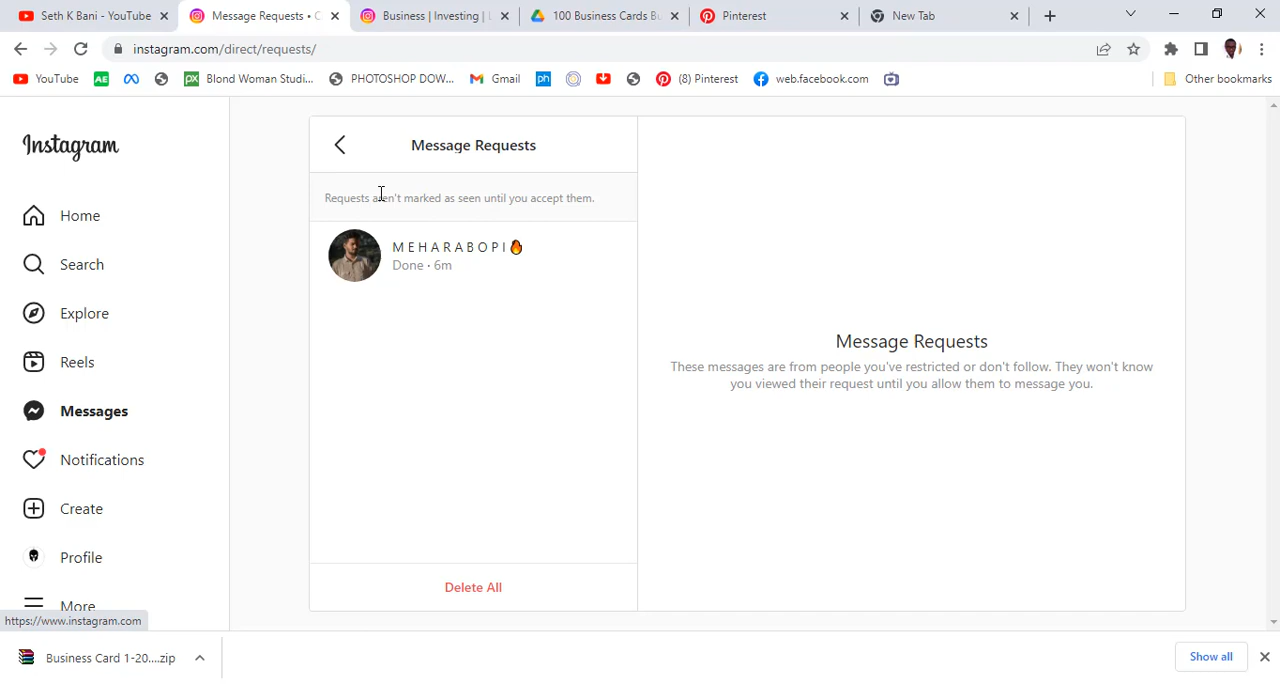 Seth K Bani - YouTube
Message Requests • C
Business | Investing | L
100 Business Cards Bu
Pinterest
New Tab
instagram.com/direct/requests/
YouTube
AE
px
Blond Woman Studi...
PHOTOSHOP DOW...
Gmail
ph
(8) Pinterest
web.facebook.com
Other bookmarks
Instagram
Home
Search
Explore
Reels
Messages
Notifications
Create
Profile
More
https://www.instagram.com
Message Requests
Requests aren't marked as seen until you accept them.
M E H A R A B O P I🔥
Done · 6m
Delete All
Message Requests
These messages are from people you've restricted or don't follow. They won't know
you viewed their request until you allow them to message you.
Business Card 1-20....zip
Show all